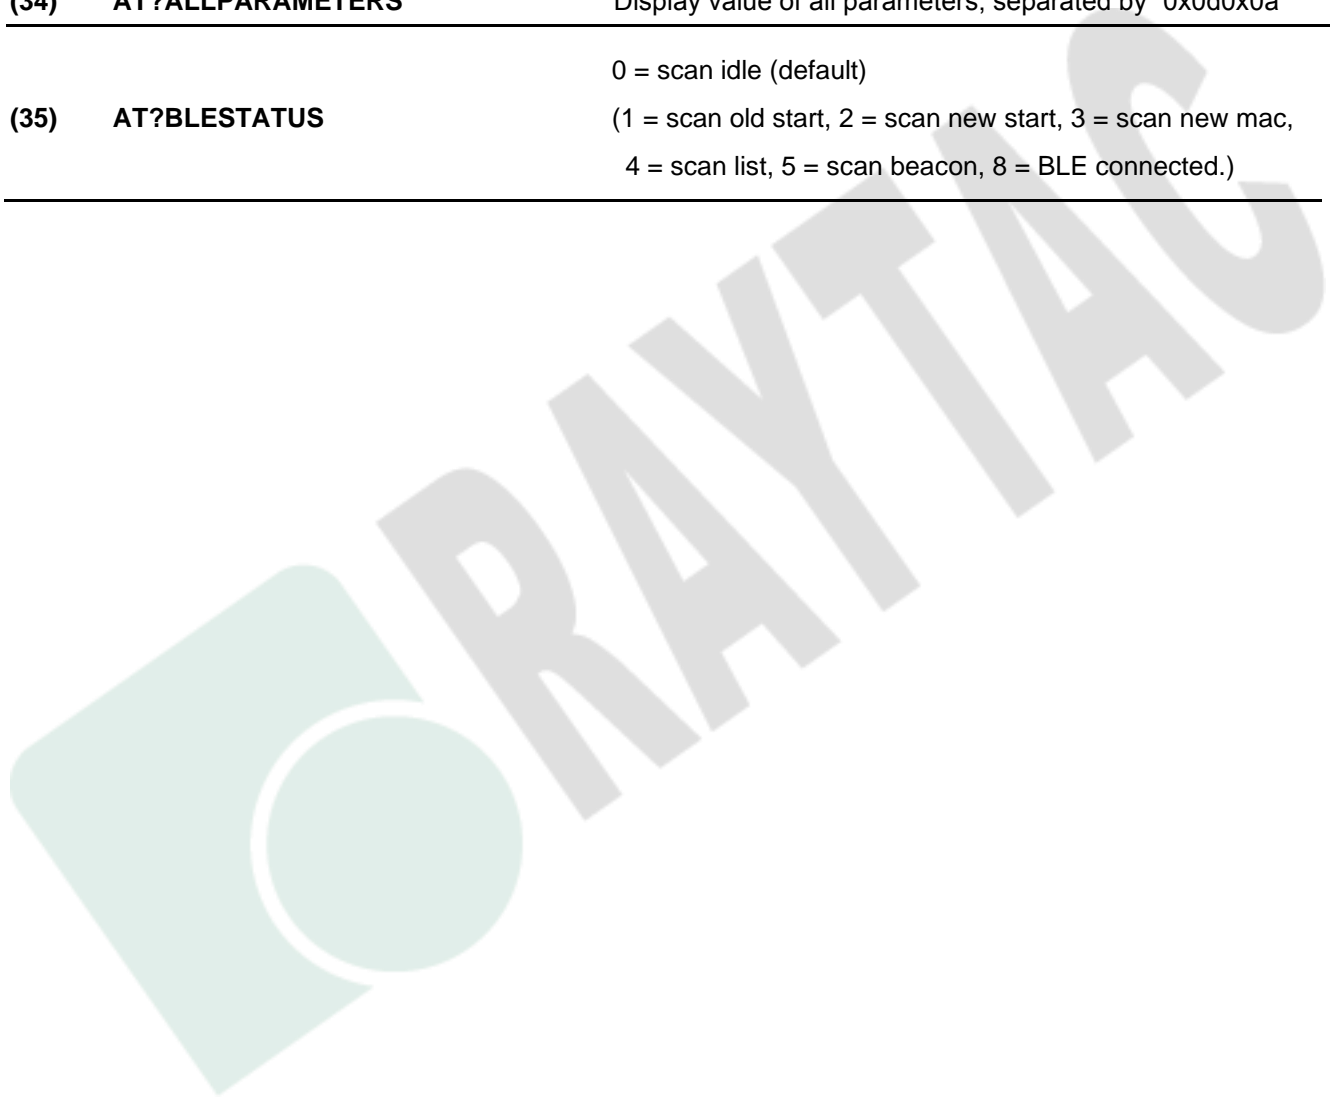 (34) AT?ALLPARAMETERS Display value of all parameters, separated by "0x0d0x0a"
0 = scan idle (default)
(35) AT?BLESTATUS (1 = scan old start, 2 = scan new start, 3 = scan new mac,
4 = scan list, 5 = scan beacon, 8 = BLE connected.)
RAYTAC